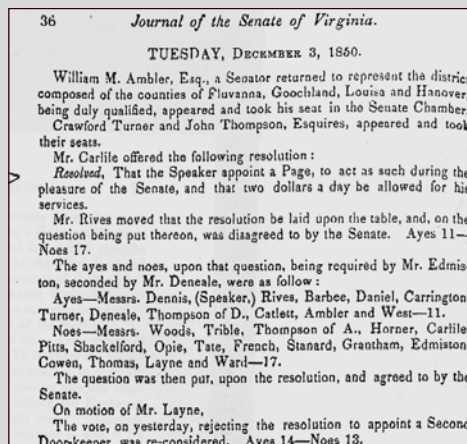 36 Journal of the Senate of Virginia.
TUESDAY, DECEMBER 3, 1850.
William M. Ambler, Esq., a Senator returned to represent the distric
composed of the counties of Fluvanna, Goochland, Louisa and Hanover,
being duly qualified, appeared and took his seat in the Senate Chamber.
Crawford Turner and John Thompson, Esquires, appeared and took
their seats.
Mr. Carlile offered the following resolution:
Resolved, That the Speaker appoint a Page, to act as such during the
pleasure of the Senate, and that two dollars a day be allowed for his
services.
Mr. Rives moved that the resolution be laid upon the table, and, on the
question being put thereon, was disagreed to by the Senate. Ayes 11—
Noes 17.
The ayes and noes, upon that question, being required by Mr. Edmis-
ton, seconded by Mr. Deneale, were as follow:
Ayes—Messrs. Dennis, (Speaker,) Rives, Barbee, Daniel, Carrington
Turner, Deneale, Thompson of D., Catlett, Ambler and West—11.
Noes—Messrs. Woods, Trible, Thompson of A., Horner, Carlile
Pitts, Shackelford, Opie, Tate, French, Stanard, Grantham, Edmiston
Cowen, Thomas, Layne and Ward—17.
The question was then put, upon the resolution, and agreed to by the
Senate.
On motion of Mr. Layne,
The vote, on yesterday, rejecting the resolution to appoint a Second
Door-keeper, was re-considered. Ayes 14—Noes 13.